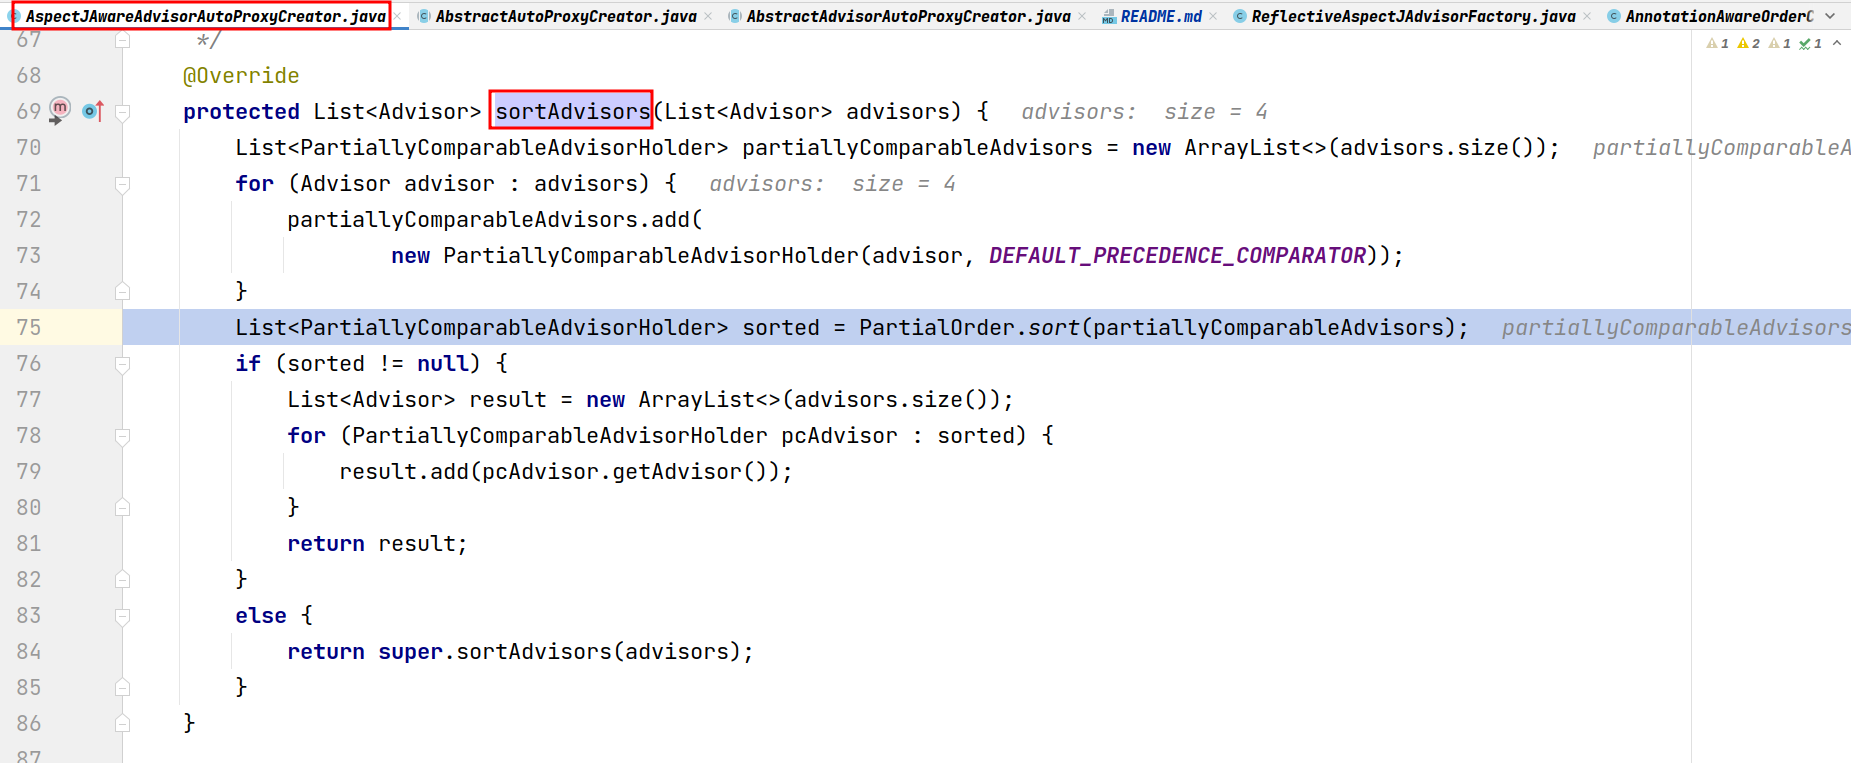 AspectJAwareAdvisorAutoProxyCreator.java AbstractAutoProxyCreator.java AbstractAdvisorAutoProxyCreator.java README.md ReflectiveAspectJAdvisorFactory.java AnnotationAwareOrderC
67 */ 1 2 1 1
68 @Override
69 protected List<Advisor> sortAdvisors(List<Advisor> advisors) { advisors: size = 4
70 List<PartiallyComparableAdvisorHolder> partiallyComparableAdvisors = new ArrayList<>(advisors.size()); partiallyComparableA
71 for (Advisor advisor : advisors) { advisors: size = 4
72 partiallyComparableAdvisors.add(
73 new PartiallyComparableAdvisorHolder(advisor, DEFAULT_PRECEDENCE_COMPARATOR));
74 }
75 List<PartiallyComparableAdvisorHolder> sorted = PartialOrder.sort(partiallyComparableAdvisors); partiallyComparableAdvisors
76 if (sorted != null) {
77 List<Advisor> result = new ArrayList<>(advisors.size());
78 for (PartiallyComparableAdvisorHolder pcAdvisor : sorted) {
79 result.add(pcAdvisor.getAdvisor());
80 }
81 return result;
82 }
83 else {
84 return super.sortAdvisors(advisors);
85 }
86 }
87